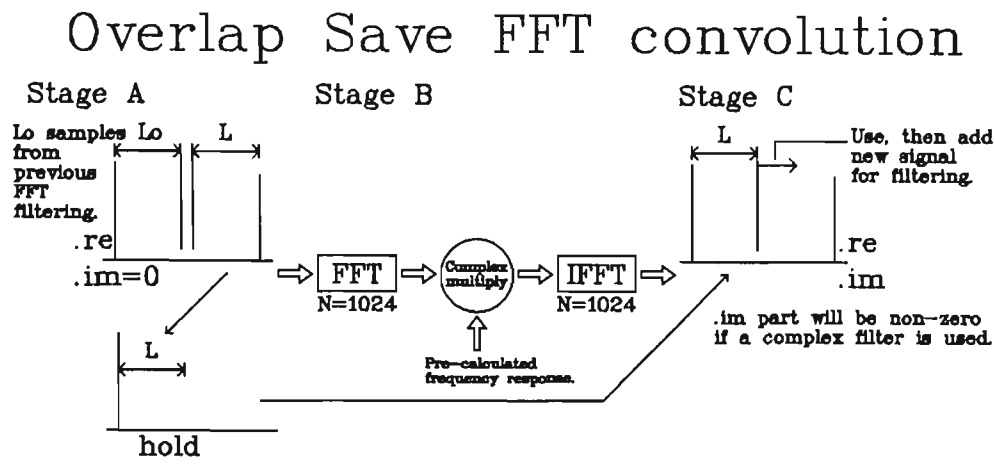 Overlap Save FFT convolution
Stage A
Stage B
Stage C
Lo samples
from
previous
FFT
filtering.
Lo
L
L
Use, then add
new signal
for filtering.
.re
.im=0
FFT
N=1024
Complex
multiply
IFFT
N=1024
.re
.im
.im part will be non-zero
if a complex filter is used.
Pre-calculated
frequency response.
L
hold